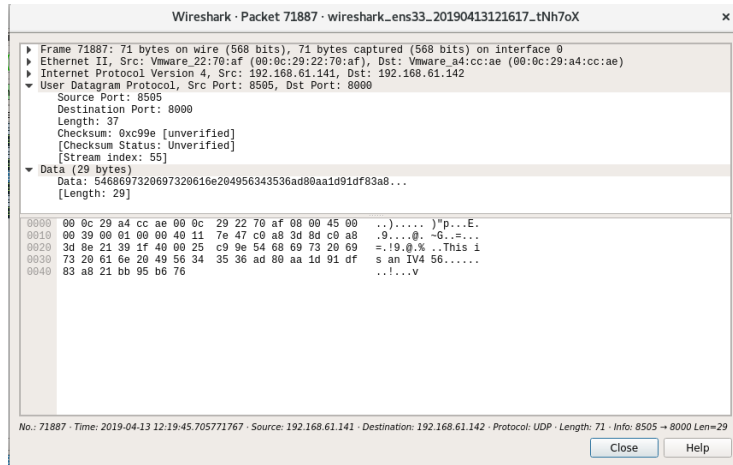 Wireshark · Packet 71887 · wireshark_ens33_20190413121617_tNh7oX ×
Frame 71887: 71 bytes on wire (568 bits), 71 bytes captured (568 bits) on interface 0
Ethernet II, Src: Vmware_22:70:af (00:0c:29:22:70:af), Dst: Vmware_a4:cc:ae (00:0c:29:a4:cc:ae)
Internet Protocol Version 4, Src: 192.168.61.141, Dst: 192.168.61.142
User Datagram Protocol, Src Port: 8505, Dst Port: 8000
Source Port: 8505
Destination Port: 8000
Length: 37
Checksum: 0xc99e [unverified]
[Checksum Status: Unverified]
[Stream index: 55]
Data (29 bytes)
Data: 5468697320697320616e204956343536ad80aa1d91df83a8...
[Length: 29]
0000 00 0c 29 a4 cc ae 00 0c 29 22 70 af 08 00 45 00 ..)..... )"p...E.
0010 00 39 00 01 00 00 40 11 7e 47 c0 a8 3d 8d c0 a8 .9....@. ~G..=...
0020 3d 8e 21 39 1f 40 00 25 c9 9e 54 68 69 73 20 69 =.!9.@.% ..This i
0030 73 20 61 6e 20 49 56 34 35 36 ad 80 aa 1d 91 df s an IV4 56......
0040 83 a8 21 bb 95 b6 76 ..!...v
No.: 71887 · Time: 2019-04-13 12:19:45.705771767 · Source: 192.168.61.141 · Destination: 192.168.61.142 · Protocol: UDP · Length: 71 · Info: 8505 → 8000 Len=29
Close Help